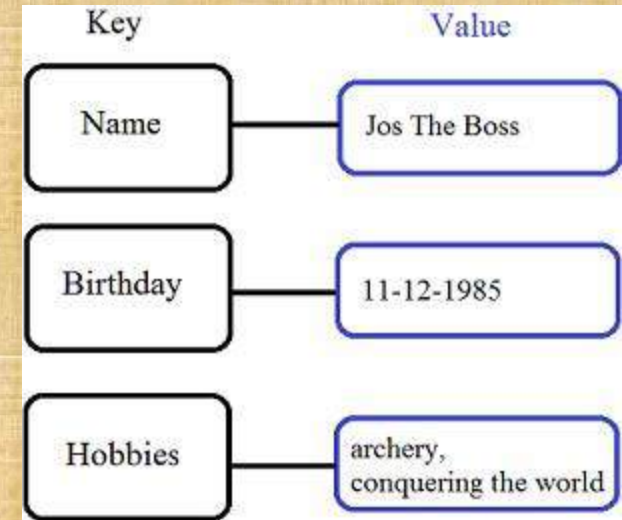 Key Value
Name Jos The Boss
Birthday 11-12-1985
Hobbies archery,
conquering the world